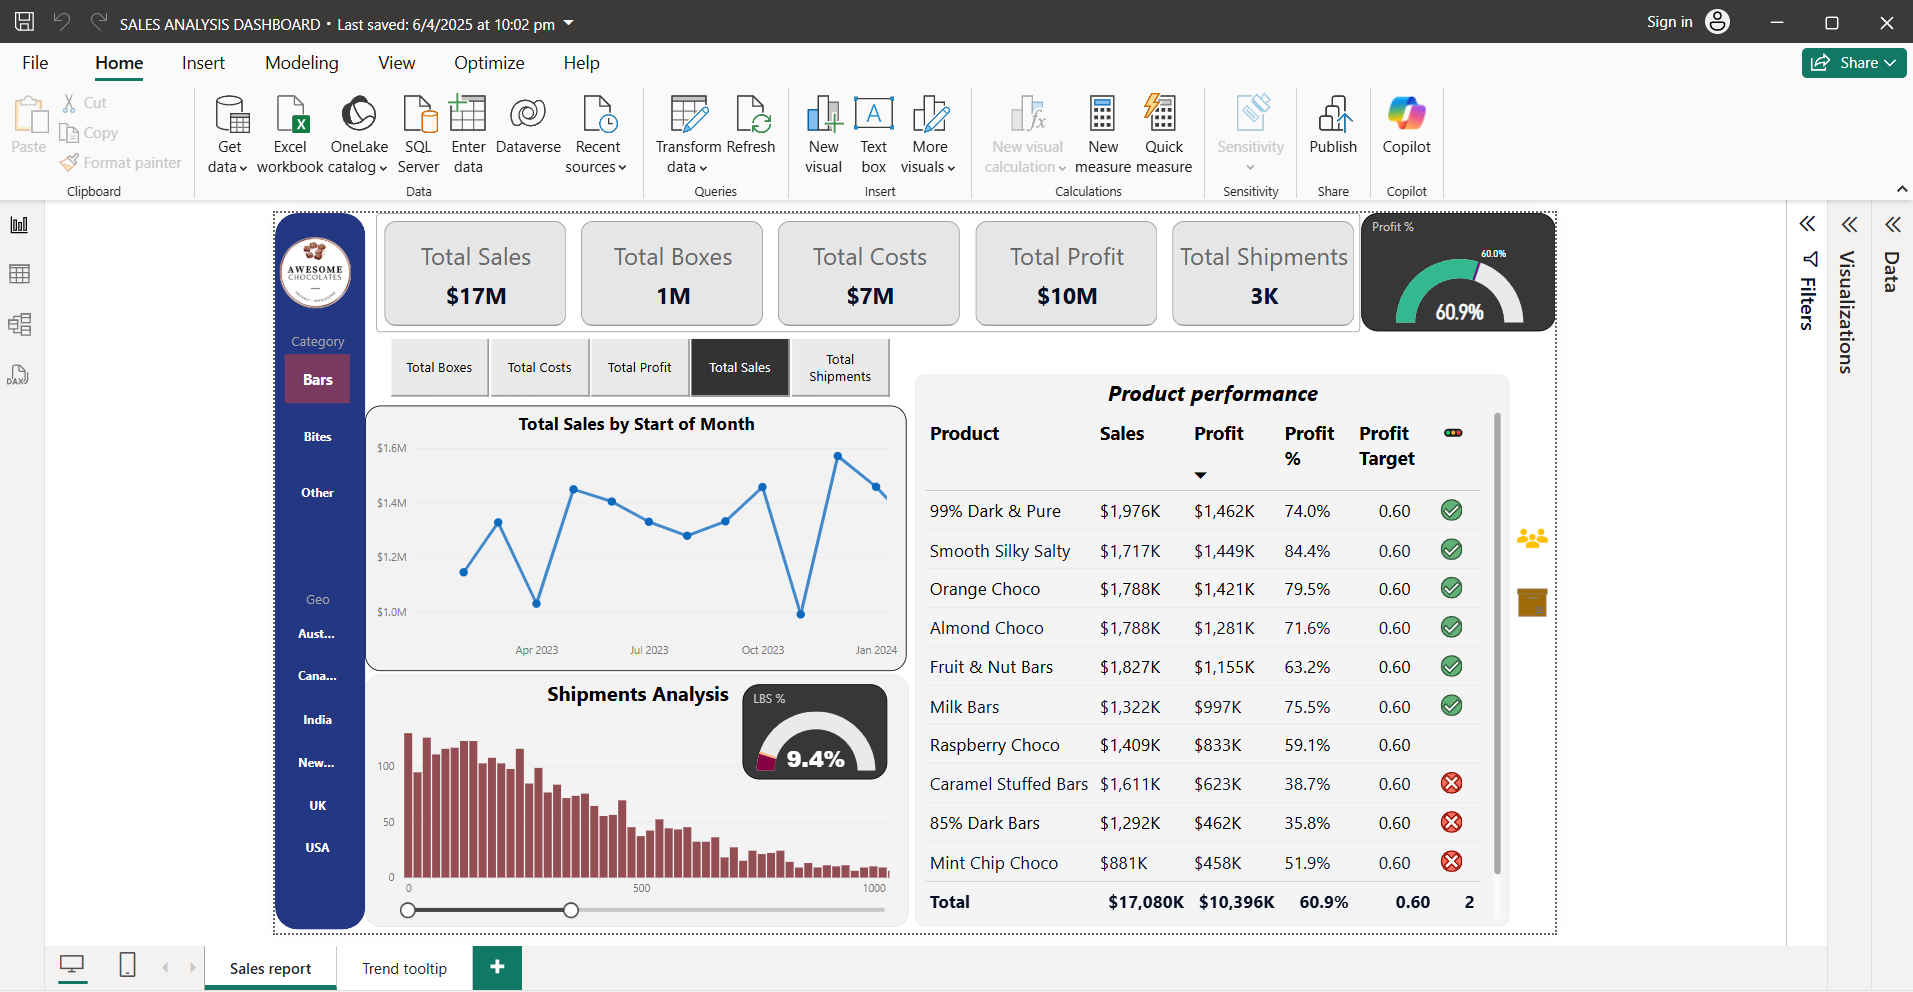 SALES ANALYSIS DASHBOARD • Last saved: 6/4/2025 at 10:02 pm
Sign in
File Home Insert Modeling View Optimize Help
Share
Paste
Cut
Copy
Format painter
Clipboard
Get data
Excel workbook
OneLake catalog
SQL Server
Enter data
Dataverse
Recent sources
Data
Transform data
Refresh
Queries
New visual
Text box
More visuals
Insert
New visual calculation
New measure
Quick measure
Calculations
Sensitivity
Sensitivity
Publish
Share
Copilot
Copilot
AWESOME
CHOCOLATES
Category
Bars
Bites
Other
Geo
Aust...
Cana...
India
New...
UK
USA
Total Sales
$17M
Total Boxes
1M
Total Costs
$7M
Total Profit
$10M
Total Shipments
3K
Profit %
60.0%
60.9%
Total Boxes
Total Costs
Total Profit
Total Sales
Total Shipments
Total Sales by Start of Month
$1.6M
$1.4M
$1.2M
$1.0M
Apr 2023 Jul 2023 Oct 2023 Jan 2024
Shipments Analysis
LBS %
9.4%
100
50
0
0 500 1000
Product performance
Product Sales Profit Profit % Profit Target
99% Dark & Pure $1,976K $1,462K 74.0% 0.60
Smooth Silky Salty $1,717K $1,449K 84.4% 0.60
Orange Choco $1,788K $1,421K 79.5% 0.60
Almond Choco $1,788K $1,281K 71.6% 0.60
Fruit & Nut Bars $1,827K $1,155K 63.2% 0.60
Milk Bars $1,322K $997K 75.5% 0.60
Raspberry Choco $1,409K $833K 59.1% 0.60
Caramel Stuffed Bars $1,611K $623K 38.7% 0.60
85% Dark Bars $1,292K $462K 35.8% 0.60
Mint Chip Choco $881K $458K 51.9% 0.60
Total $17,080K $10,396K 60.9% 0.60 2
Filters
Visualizations
Data
DAX
Sales report
Trend tooltip